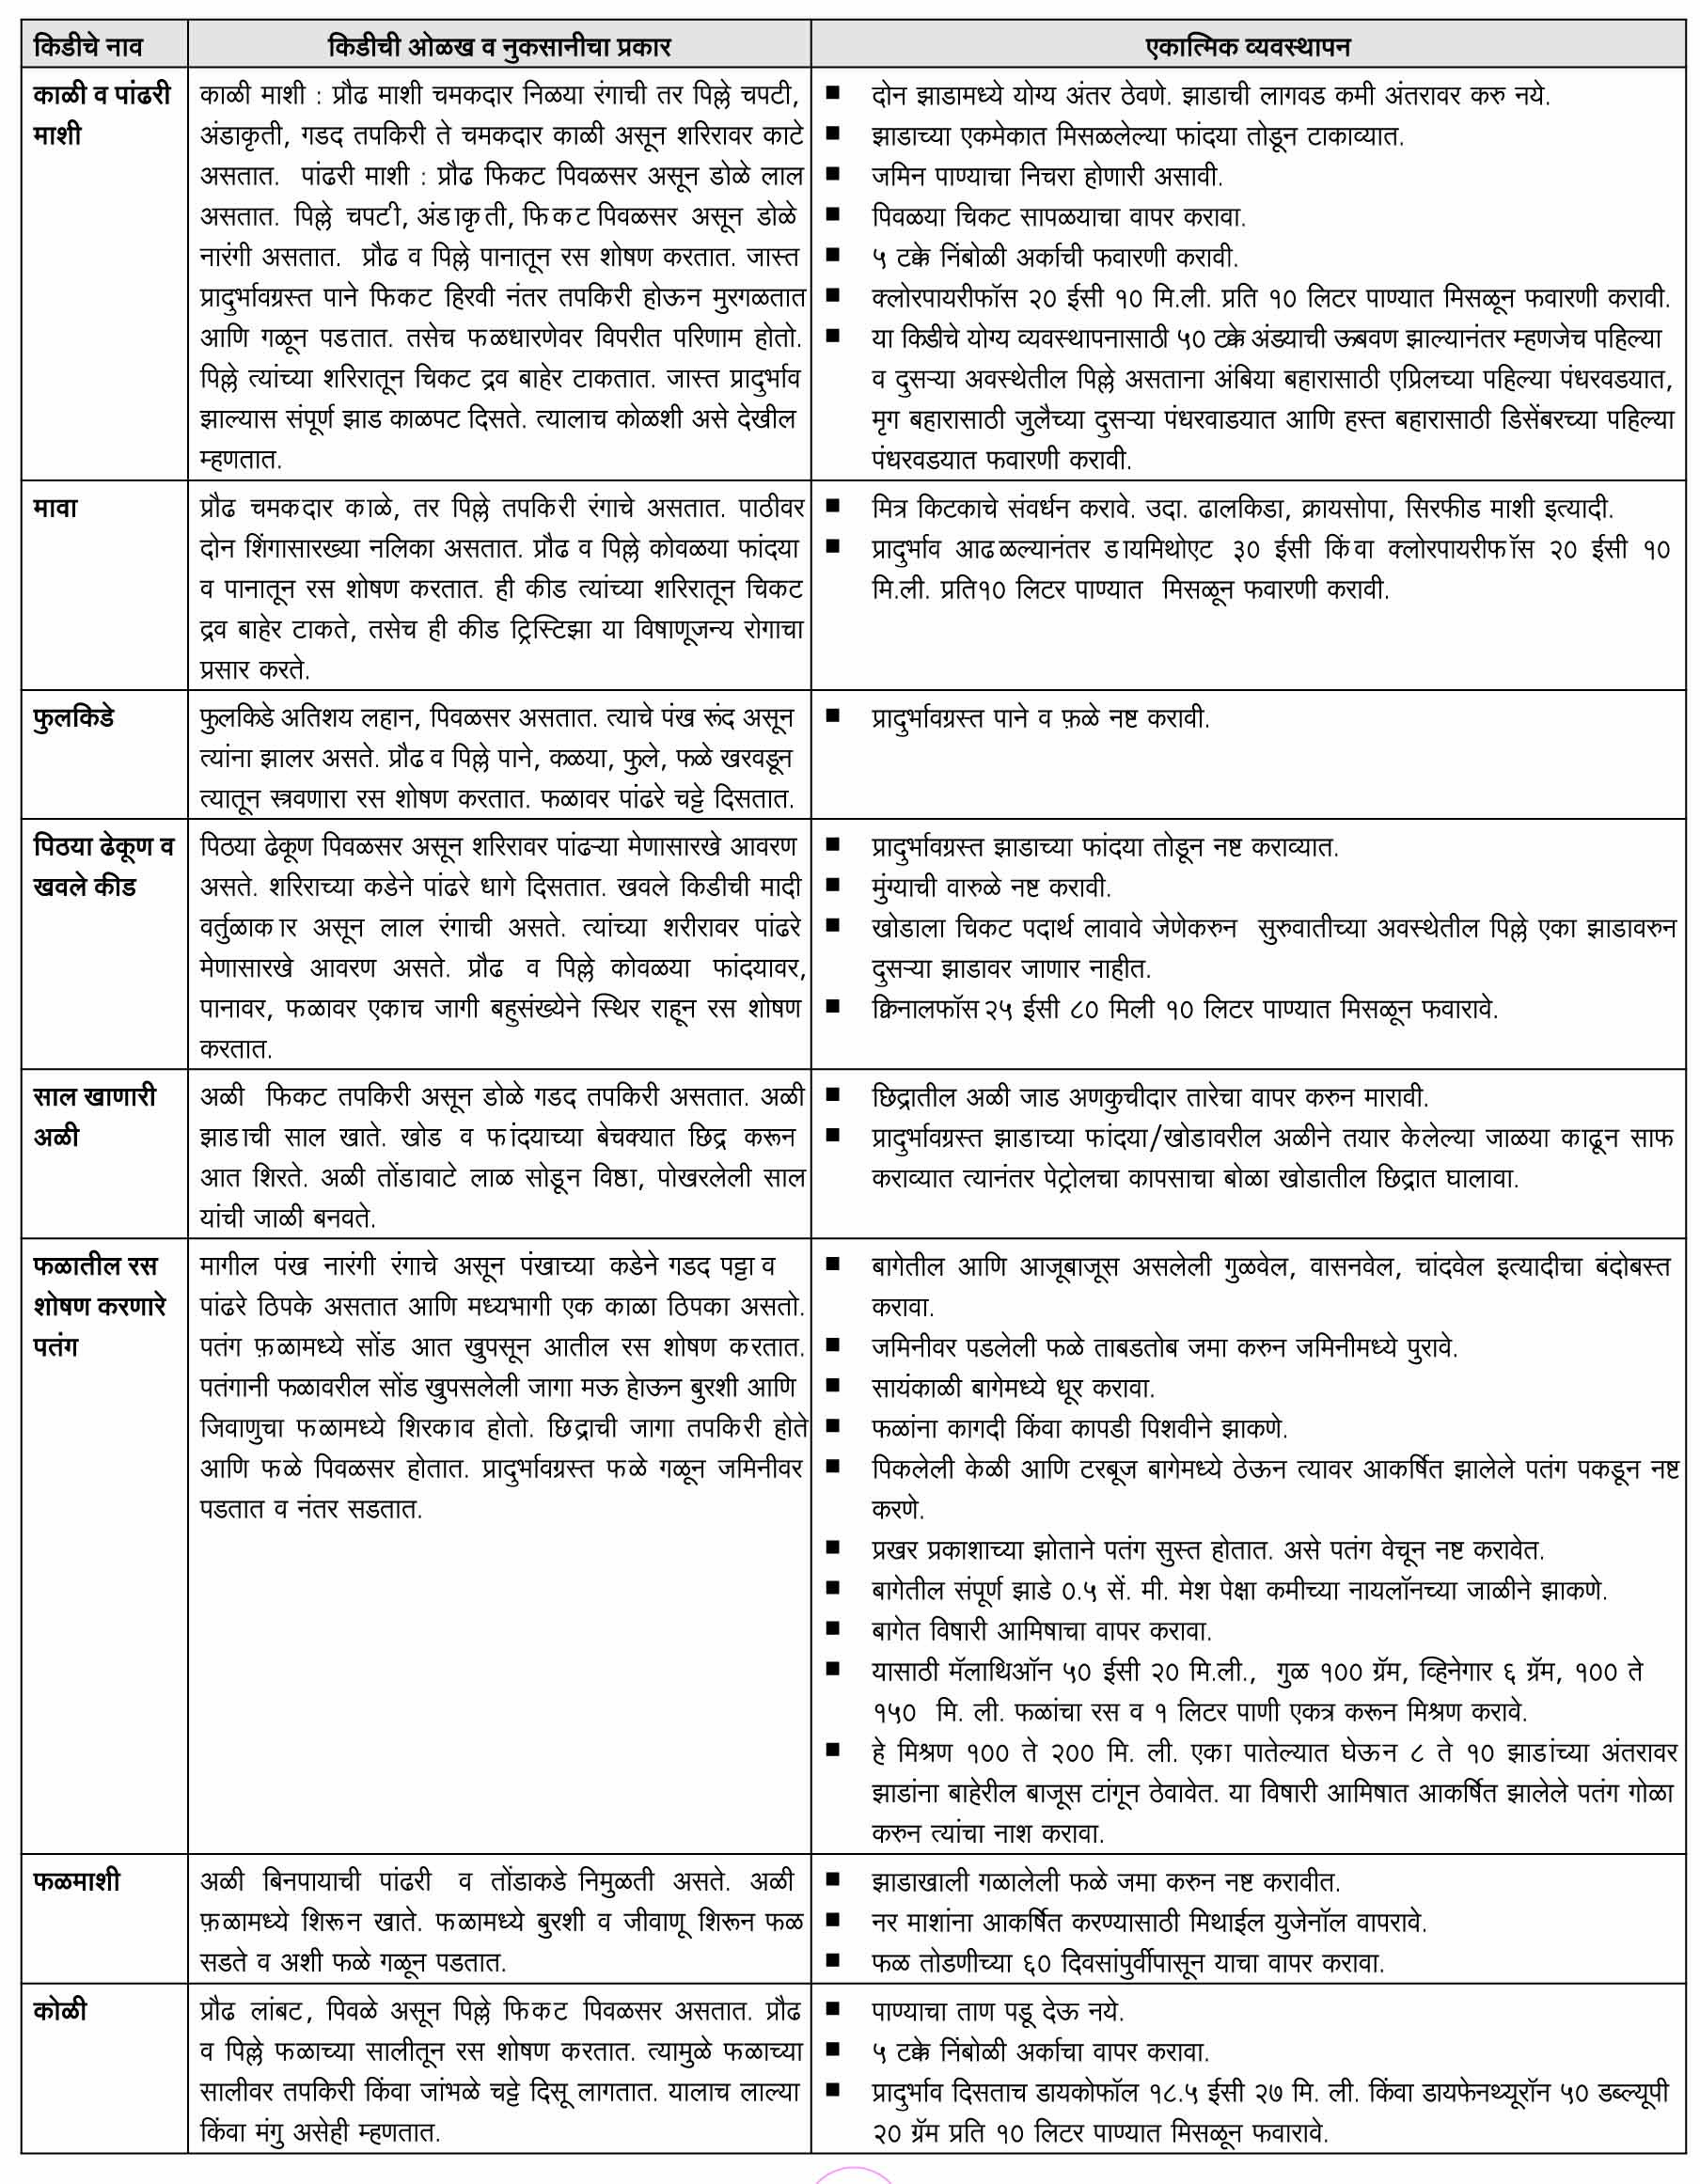 किडीचे नाव
किडीची ओळख व नुकसानीचा प्रकार
एकात्मिक व्यवस्थापन
काळी व पांढरी
माशी
काळी माशी : प्रौढ माशी चमकदार निळया रंगाची तर पिल्ले चपटी,
अंडाकृती, गडद तपकिरी ते चमकदार काळी असून शरिरावर काटे
असतात. पांढरी माशी : प्रौढ फिकट पिवळसर असून डोळे लाल
असतात. पिल्ले चपटी, अंडाकृती, फिकट पिवळसर असून डोळे
नारंगी असतात. प्रौढ व पिल्ले पानातून रस शोषण करतात. जास्त
प्रादुर्भावग्रस्त पाने फिकट हिरवी नंतर तपकिरी होऊन मुरगळतात
आणि गळून पडतात. तसेच फळधारणेवर विपरीत परिणाम होतो.
पिल्ले त्यांच्या शरिरातून चिकट द्रव बाहेर टाकतात. जास्त प्रादुर्भाव
झाल्यास संपूर्ण झाड काळपट दिसते. त्यालाच कोळशी असे देखील
म्हणतात.
■ दोन झाडामध्ये योग्य अंतर ठेवणे. झाडाची लागवड कमी अंतरावर करु नये.
■ झाडाच्या एकमेकात मिसळलेल्या फांदया तोडून टाकाव्यात.
■ जमिन पाण्याचा निचरा होणारी असावी.
■ पिवळया चिकट सापळयाचा वापर करावा.
■ ५ टक्के निंबोळी अर्काची फवारणी करावी.
■ क्लोरपायरीफॉस २० ईसी १० मि.ली. प्रति १० लिटर पाण्यात मिसळून फवारणी करावी.
■ या किडीचे योग्य व्यवस्थापनासाठी ५० टक्के अंड्याची ऊबवण झाल्यानंतर म्हणजेच पहिल्या
व दुसऱ्या अवस्थेतील पिल्ले असताना अंबिया बहारासाठी एप्रिलच्या पहिल्या पंधरवडयात,
मृग बहारासाठी जुलैच्या दुसऱ्या पंधरवाडयात आणि हस्त बहारासाठी डिसेंबरच्या पहिल्या
पंधरवडयात फवारणी करावी.
मावा
प्रौढ चमकदार काळे, तर पिल्ले तपकिरी रंगाचे असतात. पाठीवर
दोन शिंगासारख्या नलिका असतात. प्रौढ व पिल्ले कोवळया फांदया
व पानातून रस शोषण करतात. ही कीड त्यांच्या शरिरातून चिकट
द्रव बाहेर टाकते, तसेच ही कीड ट्रिस्टिझा या विषाणूजन्य रोगाचा
प्रसार करते.
■ मित्र किटकाचे संवर्धन करावे. उदा. ढालकिडा, क्रायसोपा, सिरफीड माशी इत्यादी.
■ प्रादुर्भाव आढळल्यानंतर डायमिथोएट ३० ईसी किंवा क्लोरपायरीफॉस २० ईसी १०
मि.ली. प्रति१० लिटर पाण्यात मिसळून फवारणी करावी.
फुलकिडे
फुलकिडे अतिशय लहान, पिवळसर असतात. त्याचे पंख रूंद असून
त्यांना झालर असते. प्रौढ व पिल्ले पाने, कळया, फुले, फळे खरवडून
त्यातून स्त्रवणारा रस शोषण करतात. फळावर पांढरे चट्टे दिसतात.
■ प्रादुर्भावग्रस्त पाने व फ़ळे नष्ट करावी.
पिठया ढेकूण व
खवले कीड
पिठया ढेकूण पिवळसर असून शरिरावर पांढऱ्या मेणासारखे आवरण
असते. शरिराच्या कडेने पांढरे धागे दिसतात. खवले किडीची मादी
वर्तुळाकार असून लाल रंगाची असते. त्यांच्या शरीरावर पांढरे
मेणासारखे आवरण असते. प्रौढ व पिल्ले कोवळया फांदयावर,
पानावर, फळावर एकाच जागी बहुसंख्येने स्थिर राहून रस शोषण
करतात.
■ प्रादुर्भावग्रस्त झाडाच्या फांदया तोडून नष्ट कराव्यात.
■ मुंग्याची वारुळे नष्ट करावी.
■ खोडाला चिकट पदार्थ लावावे जेणेकरुन सुरुवातीच्या अवस्थेतील पिल्ले एका झाडावरुन
दुसऱ्या झाडावर जाणार नाहीत.
■ क्विनालफॉस २५ ईसी ८० मिली १० लिटर पाण्यात मिसळून फवारावे.
साल खाणारी
अळी
अळी फिकट तपकिरी असून डोळे गडद तपकिरी असतात. अळी
झाडाची साल खाते. खोड व फांदयाच्या बेचक्यात छिद्र करून
आत शिरते. अळी तोंडावाटे लाळ सोडून विष्ठा, पोखरलेली साल
यांची जाळी बनवते.
■ छिद्रातील अळी जाड अणकुचीदार तारेचा वापर करुन मारावी.
■ प्रादुर्भावग्रस्त झाडाच्या फांदया/खोडावरील अळीने तयार केलेल्या जाळया काढून साफ
कराव्यात त्यानंतर पेट्रोलचा कापसाचा बोळा खोडातील छिद्रात घालावा.
फळातील रस
शोषण करणारे
पतंग
मागील पंख नारंगी रंगाचे असून पंखाच्या कडेने गडद पट्टा व
पांढरे ठिपके असतात आणि मध्यभागी एक काळा ठिपका असतो.
पतंग फ़ळामध्ये सोंड आत खुपसून आतील रस शोषण करतात.
पतंगानी फळावरील सोंड खुपसलेली जागा मऊ हेाऊन बुरशी आणि
जिवाणुचा फळामध्ये शिरकाव होतो. छिद्राची जागा तपकिरी होते
आणि फळे पिवळसर होतात. प्रादुर्भावग्रस्त फळे गळून जमिनीवर
पडतात व नंतर सडतात.
■ बागेतील आणि आजूबाजूस असलेली गुळवेल, वासनवेल, चांदवेल इत्यादीचा बंदोबस्त
करावा.
■ जमिनीवर पडलेली फळे ताबडतोब जमा करुन जमिनीमध्ये पुरावे.
■ सायंकाळी बागेमध्ये धूर करावा.
■ फळांना कागदी किंवा कापडी पिशवीने झाकणे.
■ पिकलेली केळी आणि टरबूज बागेमध्ये ठेऊन त्यावर आकर्षित झालेले पतंग पकडून नष्ट
करणे.
■ प्रखर प्रकाशाच्या झोताने पतंग सुस्त होतात. असे पतंग वेचून नष्ट करावेत.
■ बागेतील संपूर्ण झाडे ०.५ सें. मी. मेश पेक्षा कमीच्या नायलॉनच्या जाळीने झाकणे.
■ बागेत विषारी आमिषाचा वापर करावा.
■ यासाठी मॅलाथिऑन ५० ईसी २० मि.ली., गुळ १०० ग्रॅम, व्हिनेगार ६ ग्रॅम, १०० ते
१५० मि. ली. फळांचा रस व १ लिटर पाणी एकत्र करून मिश्रण करावे.
■ हे मिश्रण १०० ते २०० मि. ली. एका पातेल्यात घेऊन ८ ते १० झाडांच्या अंतरावर
झाडांना बाहेरील बाजूस टांगून ठेवावेत. या विषारी आमिषात आकर्षित झालेले पतंग गोळा
करुन त्यांचा नाश करावा.
फळमाशी
अळी बिनपायाची पांढरी व तोंडाकडे निमुळती असते. अळी
फ़ळामध्ये शिरून खाते. फळामध्ये बुरशी व जीवाणू शिरून फळ
सडते व अशी फळे गळून पडतात.
■ झाडाखाली गळालेली फळे जमा करुन नष्ट करावीत.
■ नर माशांना आकर्षित करण्यासाठी मिथाईल युजेनॉल वापरावे.
■ फळ तोडणीच्या ६० दिवसांपुर्वीपासून याचा वापर करावा.
कोळी
प्रौढ लांबट, पिवळे असून पिल्ले फिकट पिवळसर असतात. प्रौढ
व पिल्ले फळाच्या सालीतून रस शोषण करतात. त्यामुळे फळाच्या
सालीवर तपकिरी किंवा जांभळे चट्टे दिसू लागतात. यालाच लाल्या
किंवा मंगु असेही म्हणतात.
■ पाण्याचा ताण पडू देऊ नये.
■ ५ टक्के निंबोळी अर्काचा वापर करावा.
■ प्रादुर्भाव दिसताच डायकोफॉल १८.५ ईसी २७ मि. ली. किंवा डायफेनथ्यूरॉन ५० डब्ल्यूपी
२० ग्रॅम प्रति १० लिटर पाण्यात मिसळून फवारावे.